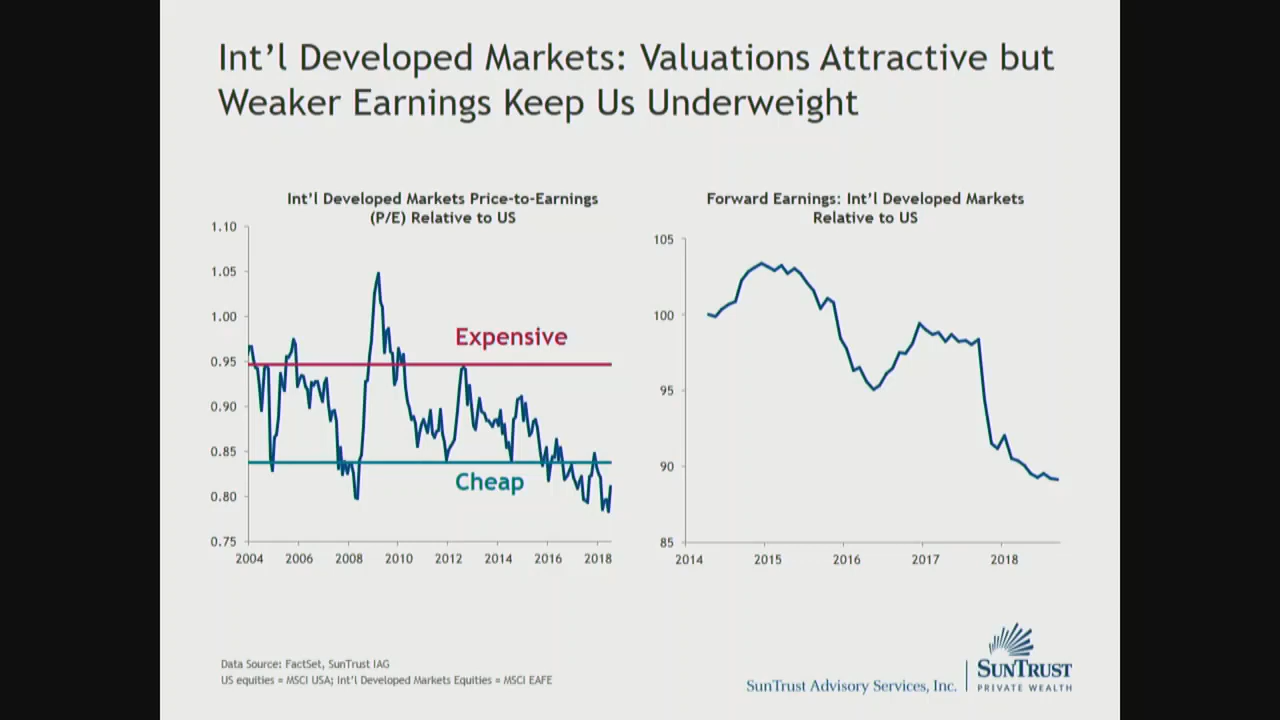 Int'l Developed Markets: Valuations Attractive but
Weaker Earnings Keep Us Underweight
Int'l Developed Markets Price-to-Earnings
(P/E) Relative to US
1.10
1.05
1.00
0.95
0.90
0.85
0.80
0.75
Expensive
Cheap
2004 2006 2008 2010 2012 2014 2016 2018
Forward Earnings: Int'l Developed Markets
Relative to US
105
100
95
90
85
2014 2015 2016 2017 2018
Data Source: FactSet, SunTrust IAG
US equities = MSCI USA; Int'l Developed Markets Equities = MSCI EAFE
SunTrust Advisory Services, Inc.
SUNTRUST
PRIVATE WEALTH